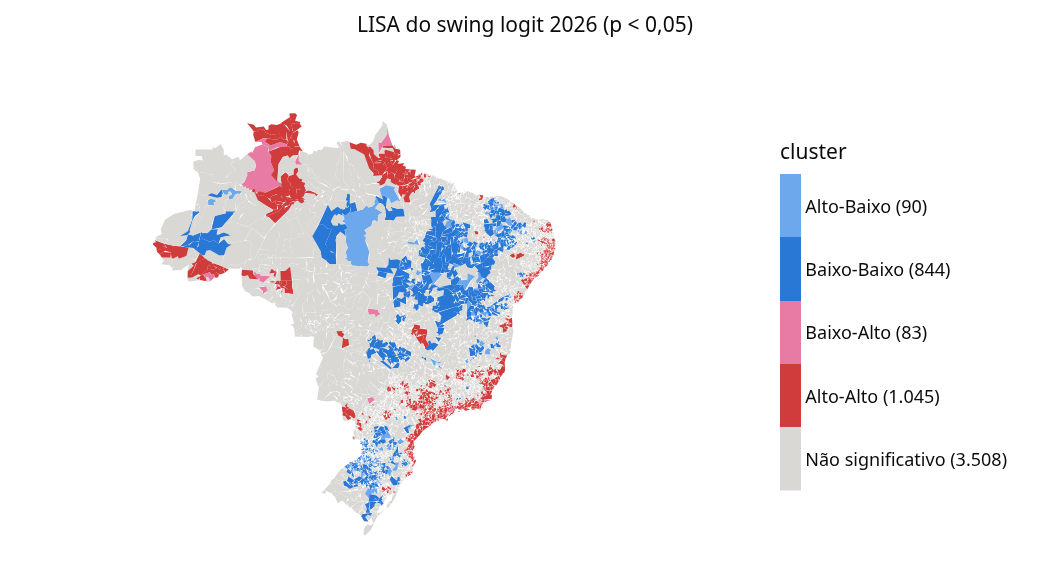 LISA do swing logit 2026 (p < 0,05)
cluster
Alto-Baixo (90)
Baixo-Baixo (844)
Baixo-Alto (83)
Alto-Alto (1.045)
Não significativo (3.508)